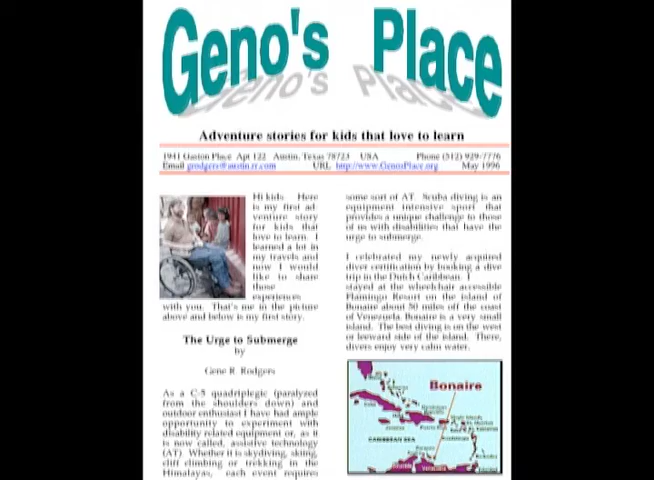 Geno's Place
Adventure stories for kids that love to learn
1941 Gaston Place Apt 122 Austin, Texas 78723 USA Phone (512) 929-7776
Email grodgers@austin.rr.com URL http://www.GenosPlace.org May 1996
Hi kids Here
is my first ad-
venture story
for kids that
love to learn. I
learned a lot in
my travels and
now I would
like to share
those
experiences
with you. That's me in the picture
above and below is my first story.
The Urge to Submerge
by
Gene R. Rodgers
As a C-5 quadriplegic (paralyzed
from the shoulders down) and
outdoor enthusiast I have had ample
opportunity to experiment with
disability related equipment or, as it
is now called, assistive technology
(AT). Whether it is skydiving, skiing,
cliff climbing or trekking in the
Himalayas, each event requires
some sort of AT. Scuba diving is an
equipment intensive sport that
provides a unique challenge to those
of us with disabilities that have the
urge to submerge.
I celebrated my newly acquired
diver certification by booking a dive
trip in the Dutch Caribbean. I
stayed at the wheelchair accessible
Flamingo Resort on the island of
Bonaire about 50 miles off the coast
of Venezuela. Bonaire is a very small
island. The best diving is on the west
or leeward side of the island. There,
divers enjoy very calm water.
Bonaire
CARIBBEAN SEA
Venezuela